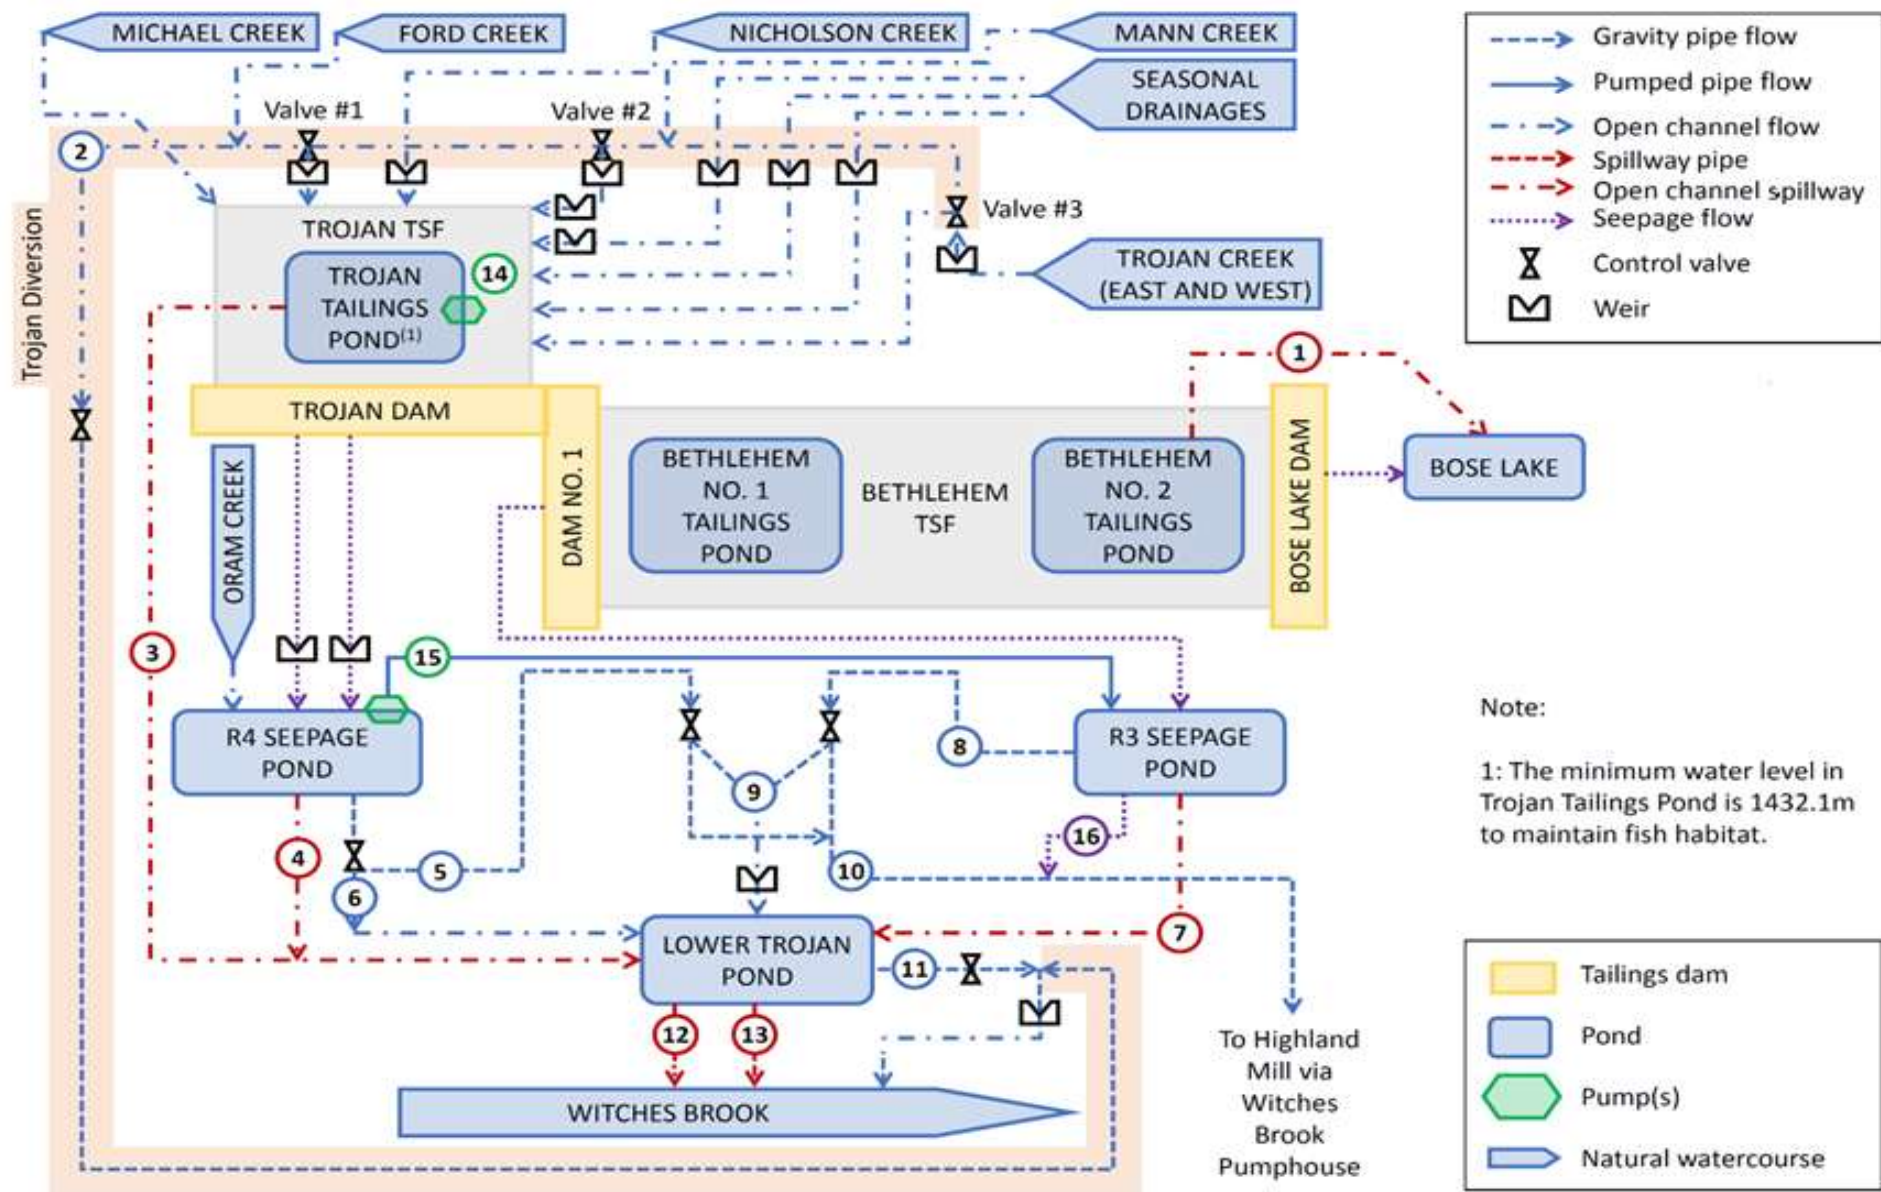 MICHAEL CREEK
FORD CREEK
NICHOLSON CREEK
MANN CREEK
SEASONAL
DRAINAGES
Valve #1
Valve #2
2
Valve #3
Trojan Diversion
TROJAN TSF
TROJAN
TAILINGS
POND(1)
14
TROJAN CREEK
(EAST AND WEST)
1
TROJAN DAM
ORAM CREEK
DAM NO. 1
BETHLEHEM
NO. 1
TAILINGS
POND
BETHLEHEM
TSF
BETHLEHEM
NO. 2
TAILINGS
POND
BOSE LAKE DAM
BOSE LAKE
3
15
R4 SEEPAGE
POND
8
R3 SEEPAGE
POND
9
16
4
5
10
6
LOWER TROJAN
POND
7
11
12
13
WITCHES BROOK
To Highland
Mill via
Witches
Brook
Pumphouse
Gravity pipe flow
Pumped pipe flow
Open channel flow
Spillway pipe
Open channel spillway
Seepage flow
Control valve
Weir
Note:
1: The minimum water level in
Trojan Tailings Pond is 1432.1m
to maintain fish habitat.
Tailings dam
Pond
Pump(s)
Natural watercourse